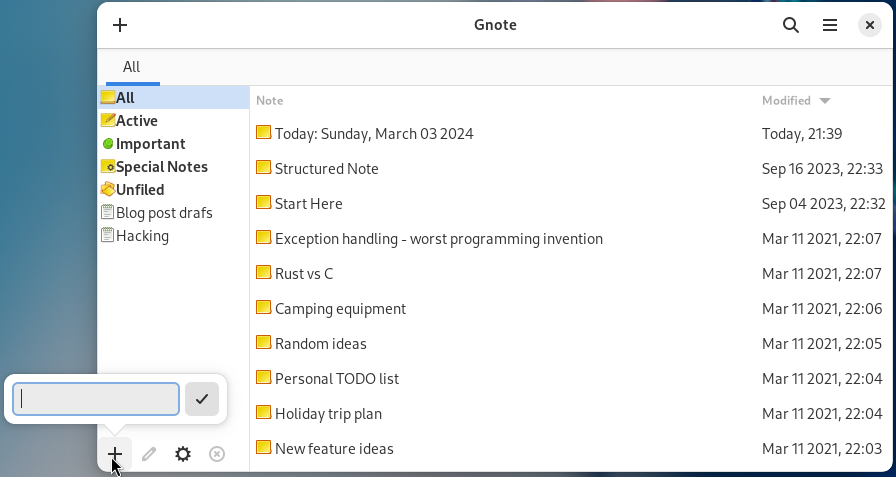 Gnote
All
All
Active
Important
Special Notes
Unfiled
Blog post drafs
Hacking
Note Modified
Today: Sunday, March 03 2024 Today, 21:39
Structured Note Sep 16 2023, 22:33
Start Here Sep 04 2023, 22:32
Exception handling - worst programming invention Mar 11 2021, 22:07
Rust vs C Mar 11 2021, 22:07
Camping equipment Mar 11 2021, 22:06
Random ideas Mar 11 2021, 22:05
Personal TODO list Mar 11 2021, 22:04
Holiday trip plan Mar 11 2021, 22:04
New feature ideas Mar 11 2021, 22:03